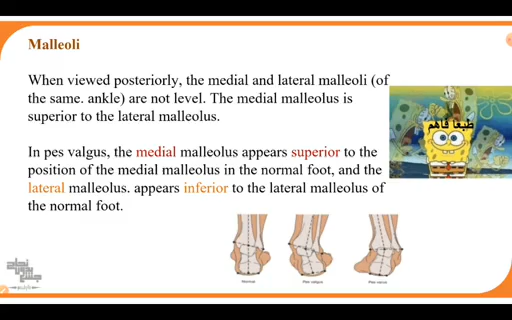 Malleoli
When viewed posteriorly, the medial and lateral malleoli (of
the same. ankle) are not level. The medial malleolus is
superior to the lateral malleolus.
طبعا فاهم
In pes valgus, the medial malleolus appears superior to the
position of the medial malleolus in the normal foot, and the
lateral malleolus. appears inferior to the lateral malleolus of
the normal foot.
Normal
Pes valgus
Pes varus